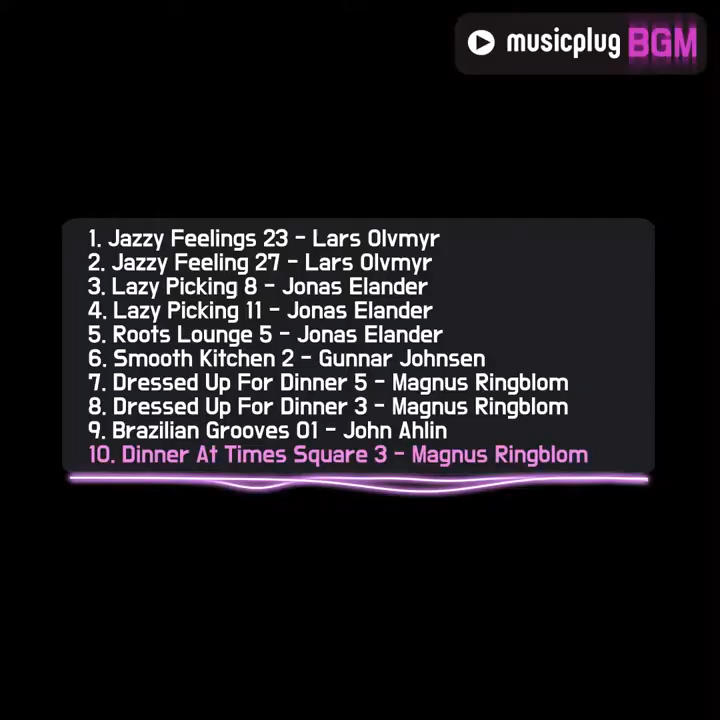 musicplug BGM
1. Jazzy Feelings 23 - Lars Olvmyr
2. Jazzy Feeling 27 - Lars Olvmyr
3. Lazy Picking 8 - Jonas Elander
4. Lazy Picking 11 - Jonas Elander
5. Roots Lounge 5 - Jonas Elander
6. Smooth Kitchen 2 - Gunnar Johnsen
7. Dressed Up For Dinner 5 - Magnus Ringblom
8. Dressed Up For Dinner 3 - Magnus Ringblom
9. Brazilian Grooves 01 - John Ahlin
10. Dinner At Times Square 3 - Magnus Ringblom